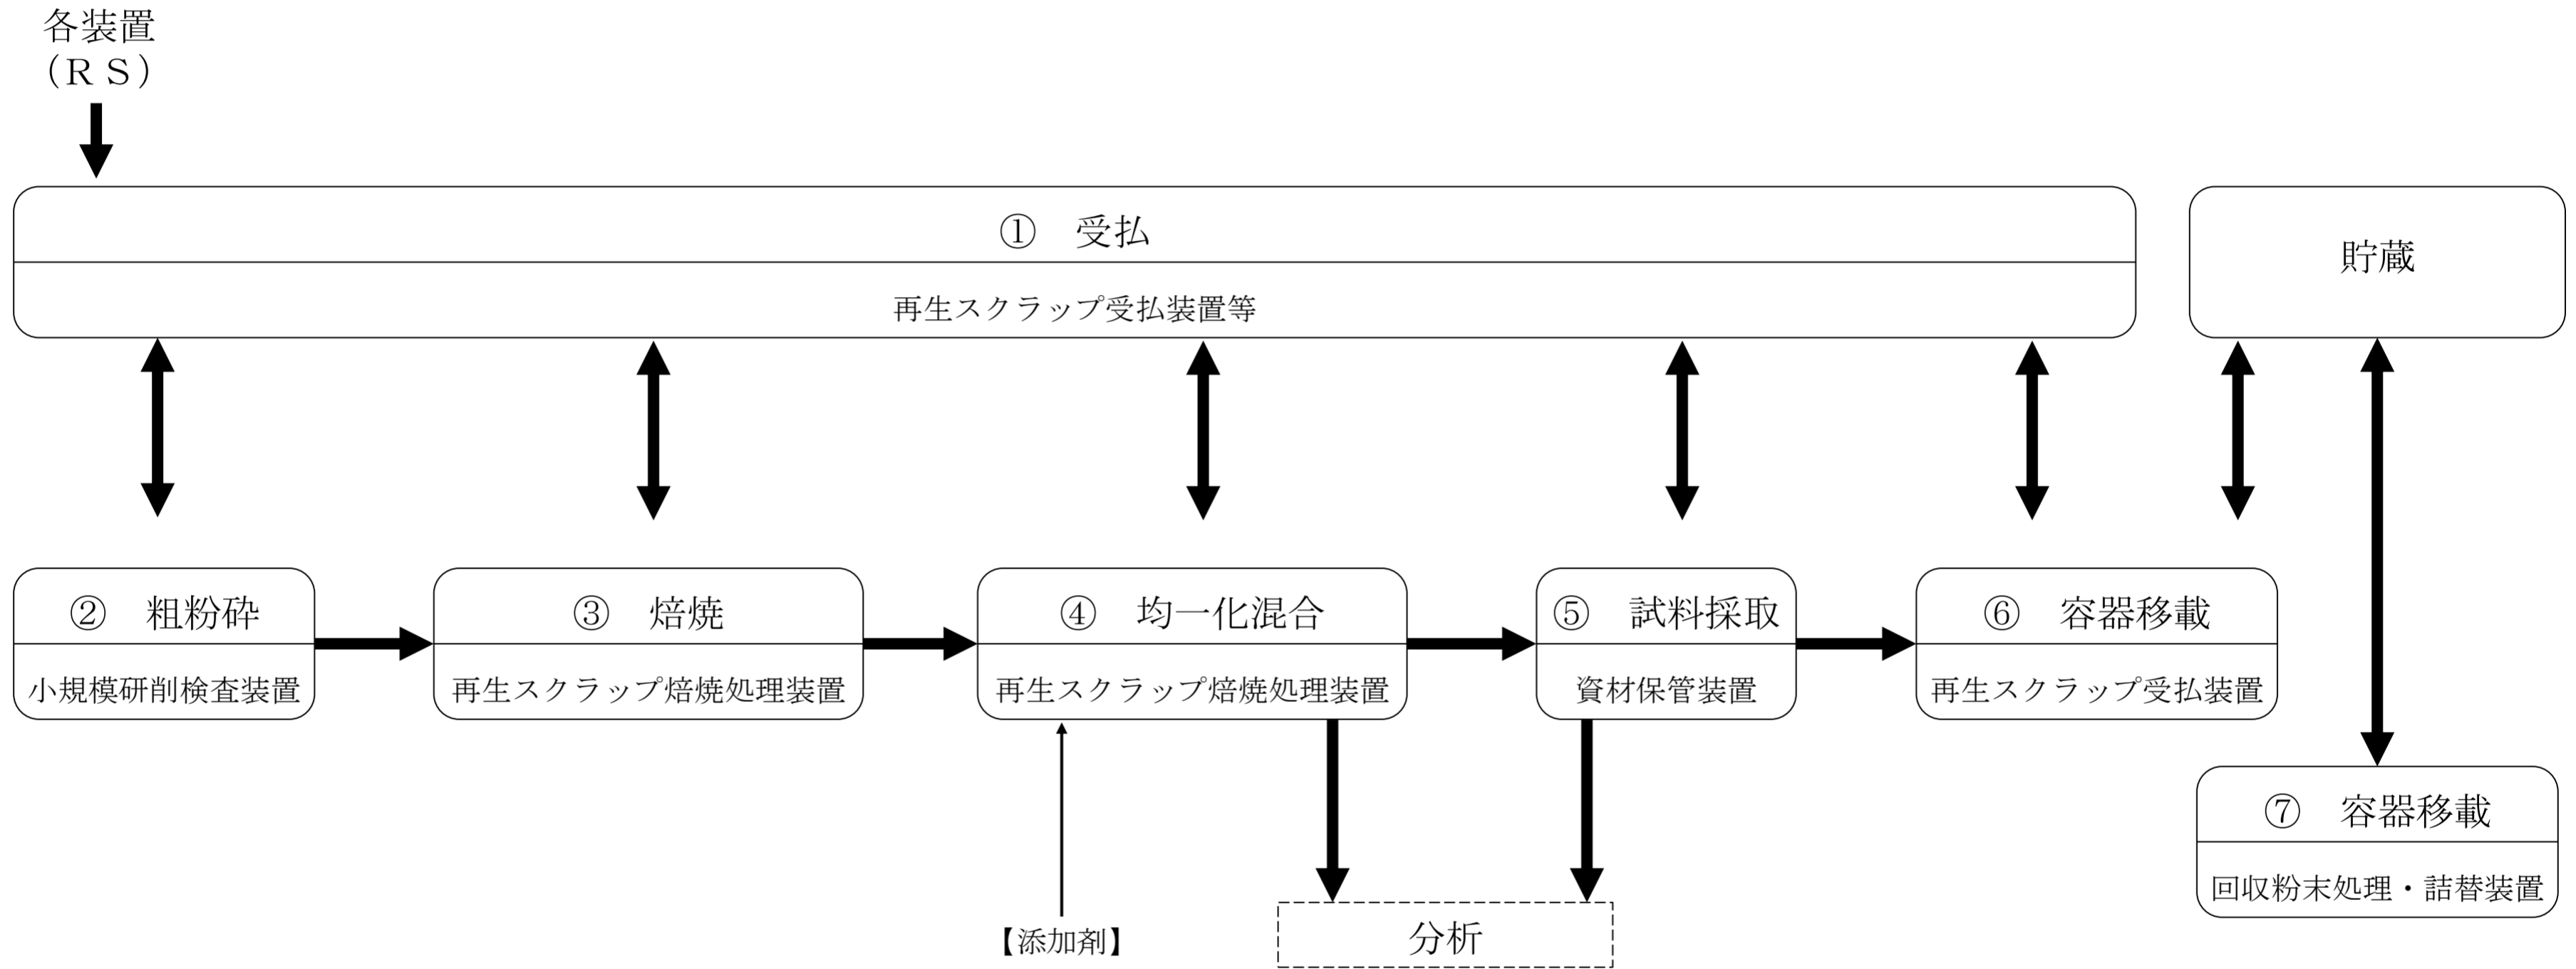 各装置
（ＲＳ）
①　受払
再生スクラップ受払装置等
貯蔵
②　粗粉砕
小規模研削検査装置
③　焙焼
再生スクラップ焙焼処理装置
④　均一化混合
再生スクラップ焙焼処理装置
⑤　試料採取
資材保管装置
⑥　容器移載
再生スクラップ受払装置
⑦　容器移載
回収粉末処理・詰替装置
【添加剤】
分析